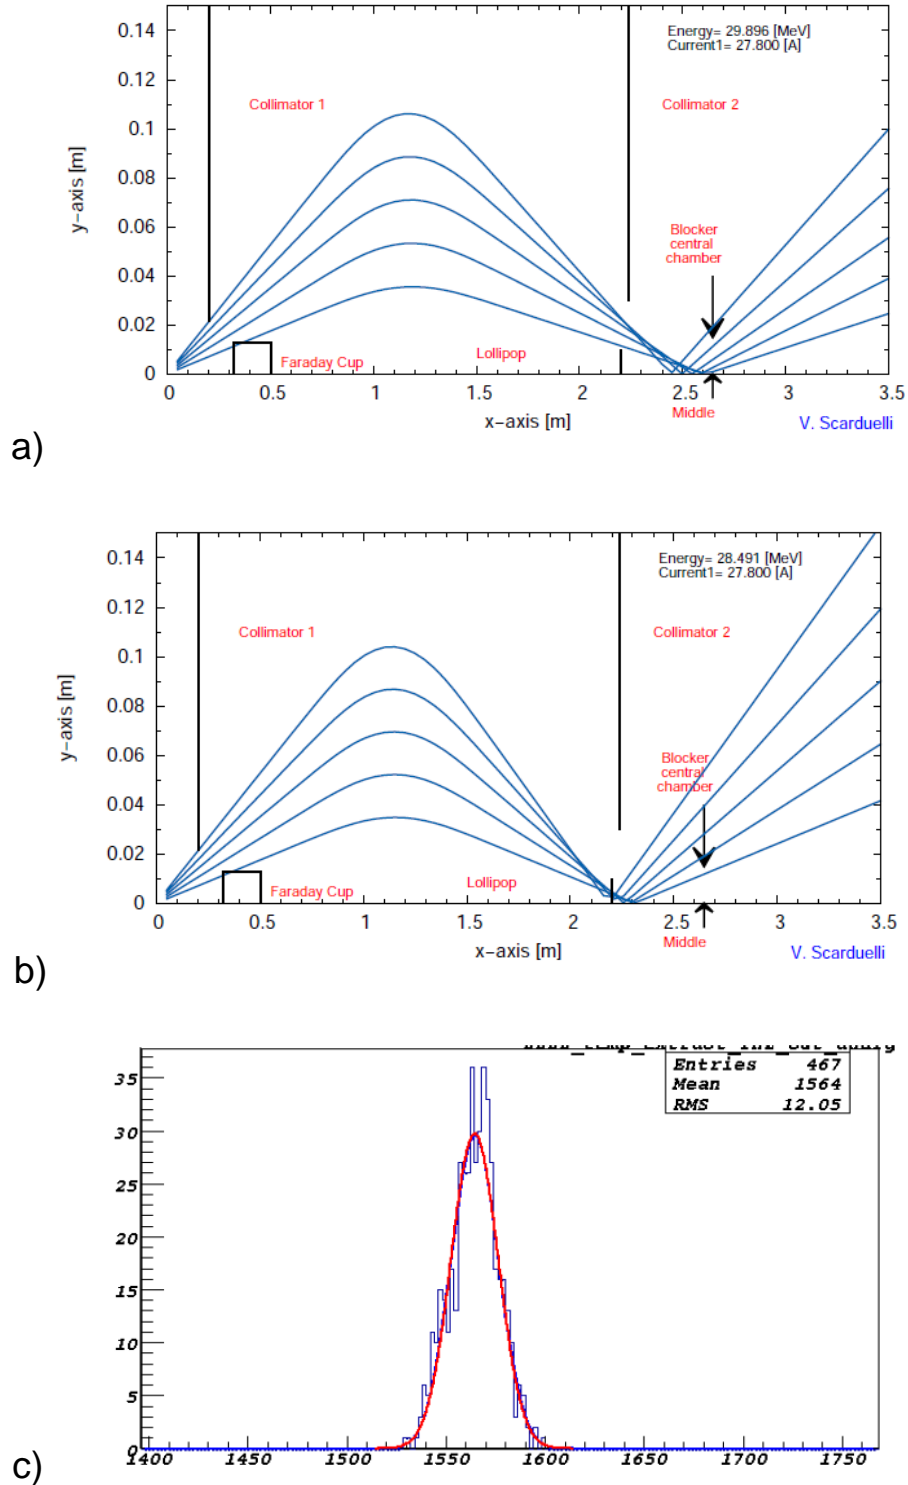 0.14
0.12
0.1
0.08
0.06
0.04
0.02
0
y-axis [m]
Energy= 29.896 [MeV]
Current1= 27.800 [A]
Collimator 1
Collimator 2
Blocker
central
chamber
Faraday Cup
Lollipop
0 0.5 1 1.5 2 2.5 3 3.5
Middle
x-axis [m]
V. Scarduelli
a)
0.14
0.12
0.1
0.08
0.06
0.04
0.02
0
y-axis [m]
Energy= 28.491 [MeV]
Current1= 27.800 [A]
Collimator 1
Collimator 2
Blocker
central
chamber
Faraday Cup
Lollipop
0 0.5 1 1.5 2 2.5 3 3.5
Middle
x-axis [m]
V. Scarduelli
b)
Entries 467
Mean 1564
RMS 12.05
35
30
25
20
15
10
5
0
1400 1450 1500 1550 1600 1650 1700 1750
c)